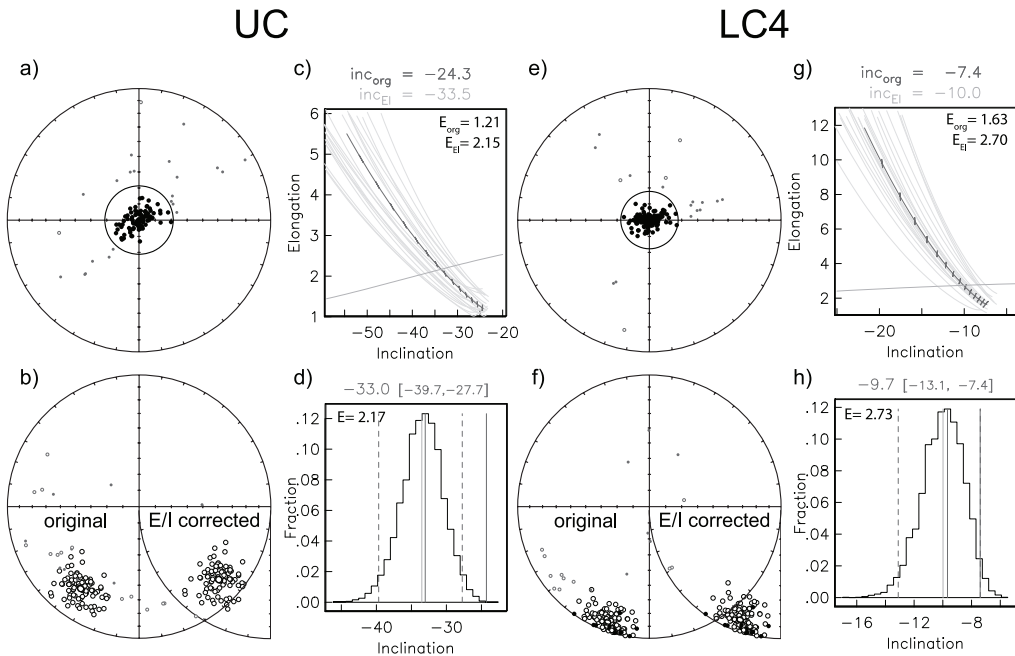 UC
LC4
a)
c)
inc_org = −24.3
inc_EI = −33.5
E_org = 1.21
E_EI = 2.15
6
5
4
3
2
1
Elongation
−50 −40 −30 −20
Inclination
e)
g)
inc_org = −7.4
inc_EI = −10.0
E_org = 1.63
E_EI = 2.70
12
10
8
6
4
2
Elongation
−20 −10
Inclination
b)
original
E/I corrected
d)
−33.0 [−39.7,−27.7]
E= 2.17
.12
.10
.08
.06
.04
.02
.00
Fraction
−40 −30
Inclination
f)
original
E/I corrected
h)
−9.7 [−13.1, −7.4]
E= 2.73
.12
.10
.08
.06
.04
.02
.00
Fraction
−16 −12 −8
Inclination